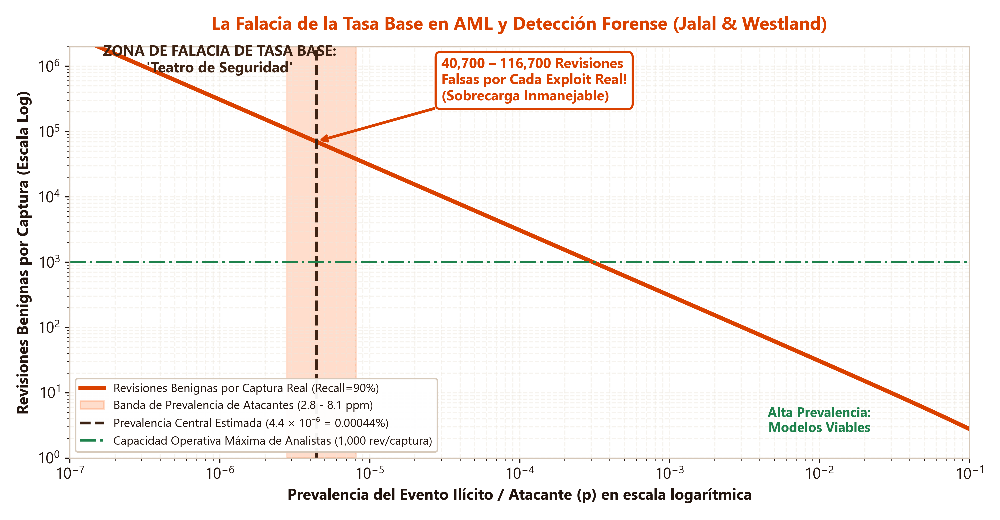 La Falacia de la Tasa Base en AML y Detección Forense (Jalal & Westland)
ZONA DE FALACIA DE TASA BASE:
'Teatro de Seguridad'
40,700 – 116,700 Revisiones
Falsas por Cada Exploit Real!
(Sobrecarga Inmanejable)
Revisiones Benignas por Captura (Escala Log)
10⁶
10⁵
10⁴
10³
10²
10¹
10⁰
Revisiones Benignas por Captura Real (Recall=90%)
Banda de Prevalencia de Atacantes (2.8 - 8.1 ppm)
Prevalencia Central Estimada (4.4 × 10⁻⁶ = 0.00044%)
Capacidad Operativa Máxima de Analistas (1,000 rev/captura)
Alta Prevalencia:
Modelos Viables
10⁻⁷
10⁻⁶
10⁻⁵
10⁻⁴
10⁻³
10⁻²
10⁻¹
Prevalencia del Evento Ilícito / Atacante (p) en escala logarítmica